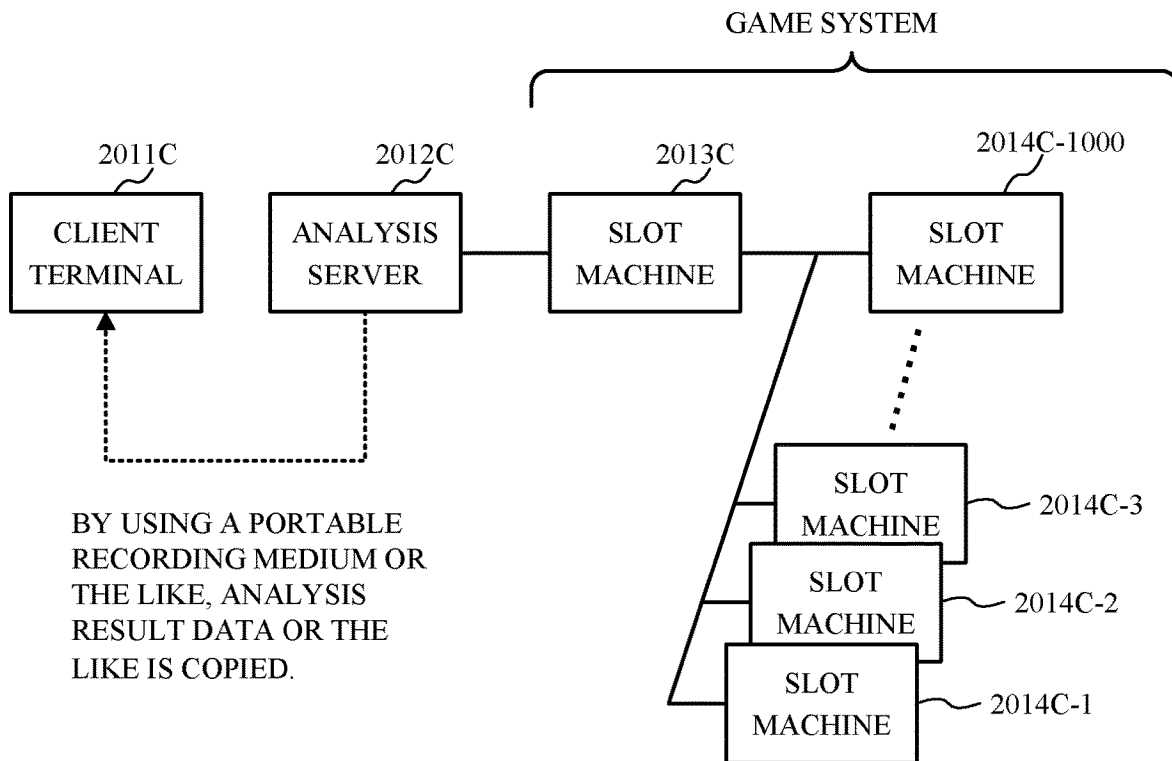 GAME SYSTEM
2011C
2012C
2013C
2014C-1000
CLIENT
TERMINAL
ANALYSIS
SERVER
SLOT
MACHINE
SLOT
MACHINE
SLOT
MACHINE
2014C-3
SLOT
MACHINE
2014C-2
SLOT
MACHINE
2014C-1
BY USING A PORTABLE
RECORDING MEDIUM OR
THE LIKE, ANALYSIS
RESULT DATA OR THE
LIKE IS COPIED.